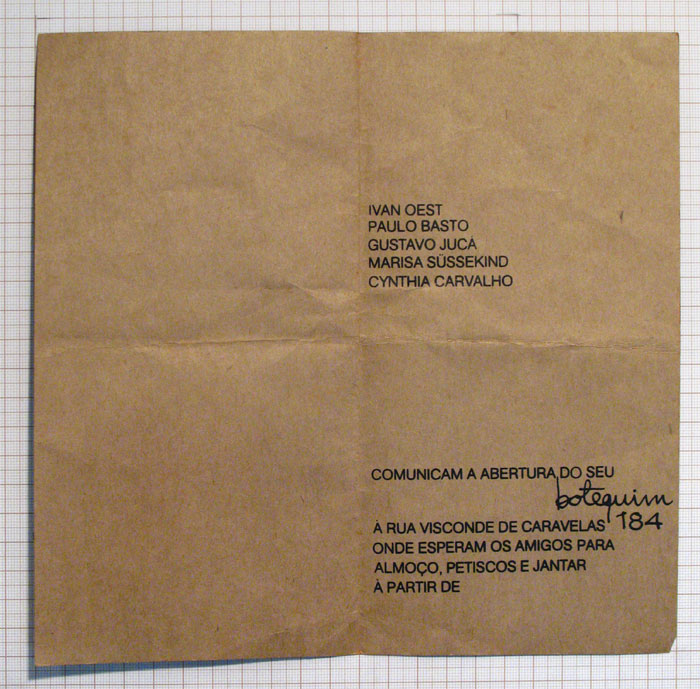 IVAN OEST
PAULO BASTO
GUSTAVO JUCÁ
MARISA SÜSSEKIND
CYNTHIA CARVALHO
COMUNICAM A ABERTURA DO SEU
botequim
184
À RUA VISCONDE DE CARAVELAS
ONDE ESPERAM OS AMIGOS PARA
ALMOÇO, PETISCOS E JANTAR
À PARTIR DE